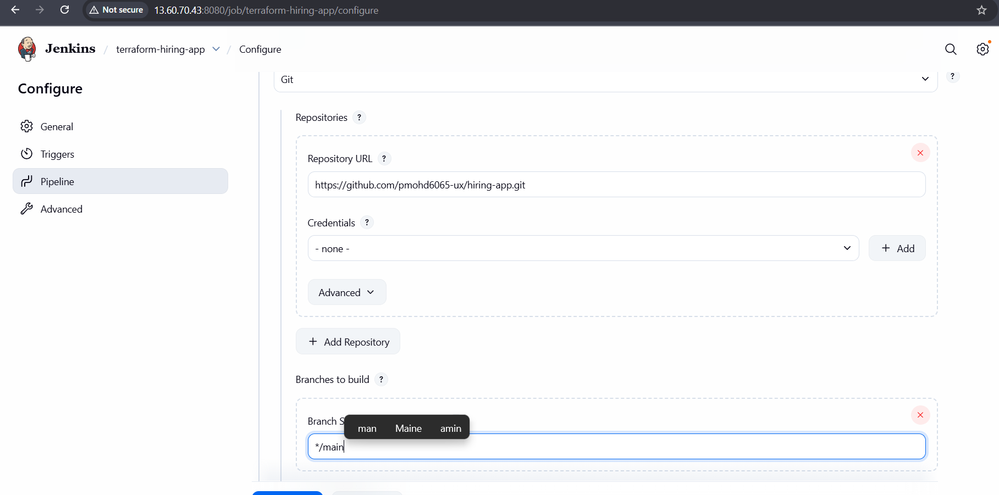 Not secure 13.60.70.43:8080/job/terraform-hiring-app/configure
Jenkins / terraform-hiring-app / Configure
Configure
General
Triggers
Pipeline
Advanced
Git
?
Repositories ?
Repository URL ?
https://github.com/pmohd6065-ux/hiring-app.git
Credentials ?
- none -
+ Add
Advanced
+ Add Repository
Branches to build ?
Branch S
man Maine amin
*/main